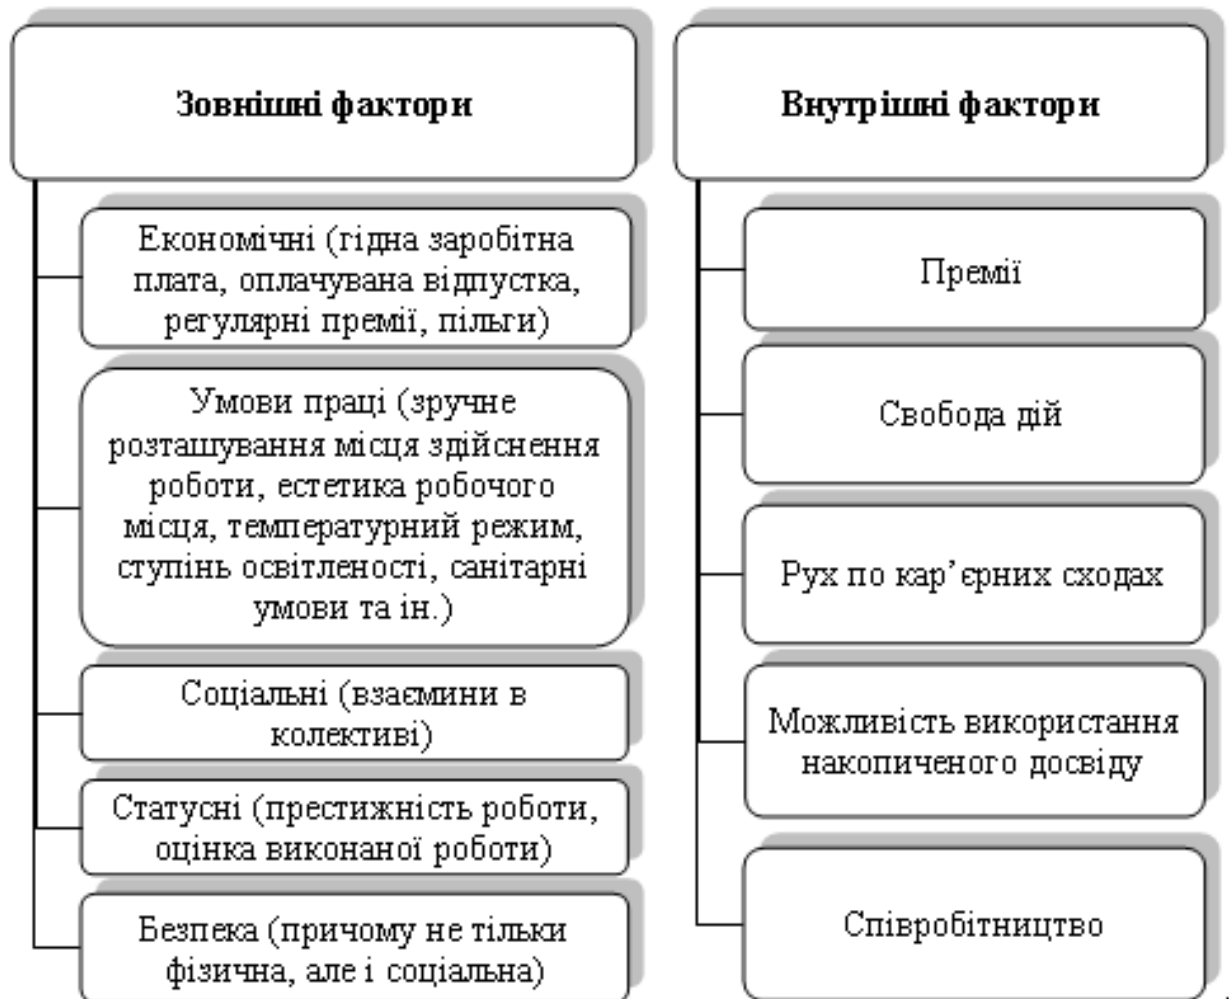 Зовнішні фактори
Економічні (гідна заробітна
плата, оплачувана відпустка,
регулярні премії, пільги)
Умови праці (зручне
розташування місця здійснення
роботи, естетика робочого
місця, температурний режим,
ступінь освітленості, санітарні
умови та ін.)
Соціальні (взаємини в
колективі)
Статусні (престижність роботи,
оцінка виконаної роботи)
Безпека (причому не тільки
фізична, але і соціальна)
Внутрішні фактори
Премії
Свобода дій
Рух по кар’єрних сходах
Можливість використання
накопиченого досвіду
Співробітництво